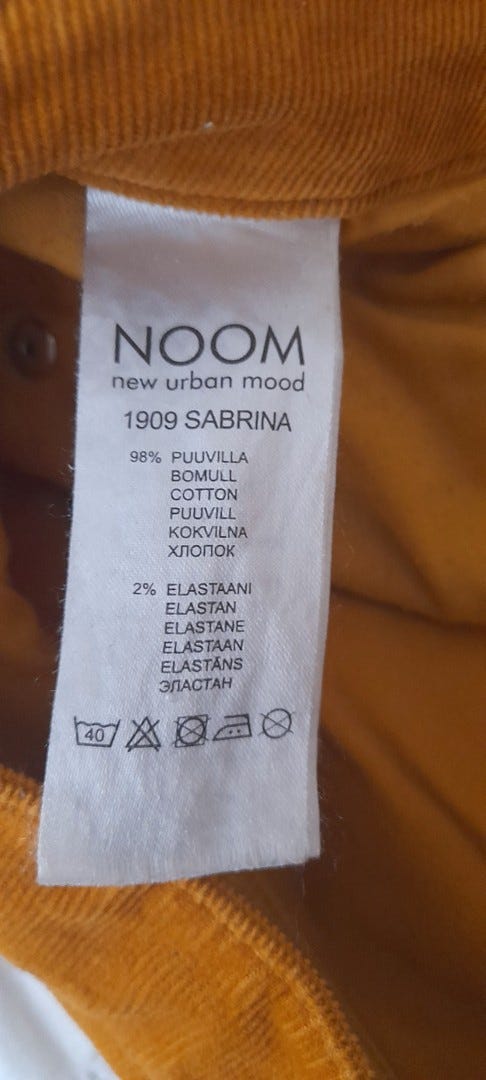 NOOM
new urban mood
1909 SABRINA
98% PUUVILLA
BOMULL
COTTON
PUUVILL
KOKVILNA
ХЛОПОК
2% ELASTAANI
ELASTAN
ELASTANE
ELASTAAN
ELASTĀNS
ЭЛАСТАН
40